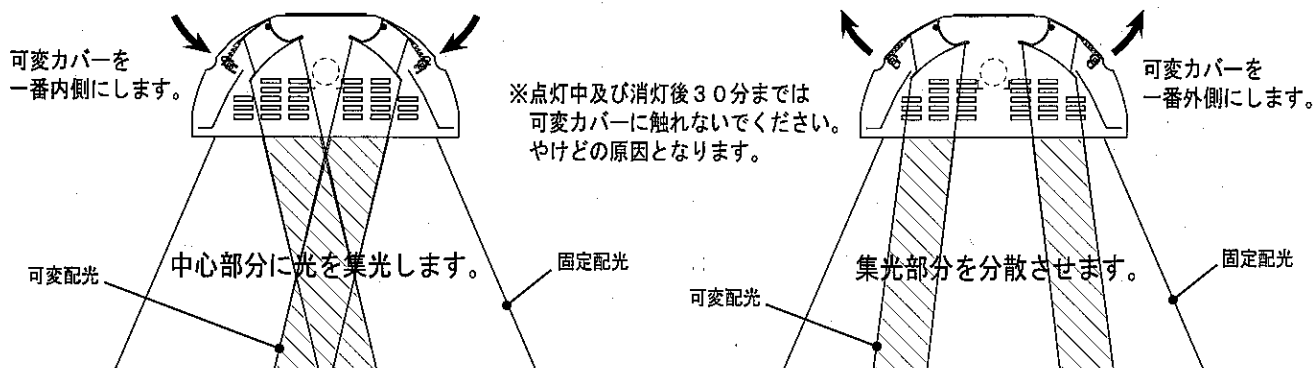 可変カバーを
一番内側にします。
※点灯中及び消灯後３０分までは
可変カバーに触れないでください。
やけどの原因となります。
可変カバーを
一番外側にします。
中心部分に光を集光します。
可変配光
固定配光
集光部分を分散させます。
可変配光
固定配光